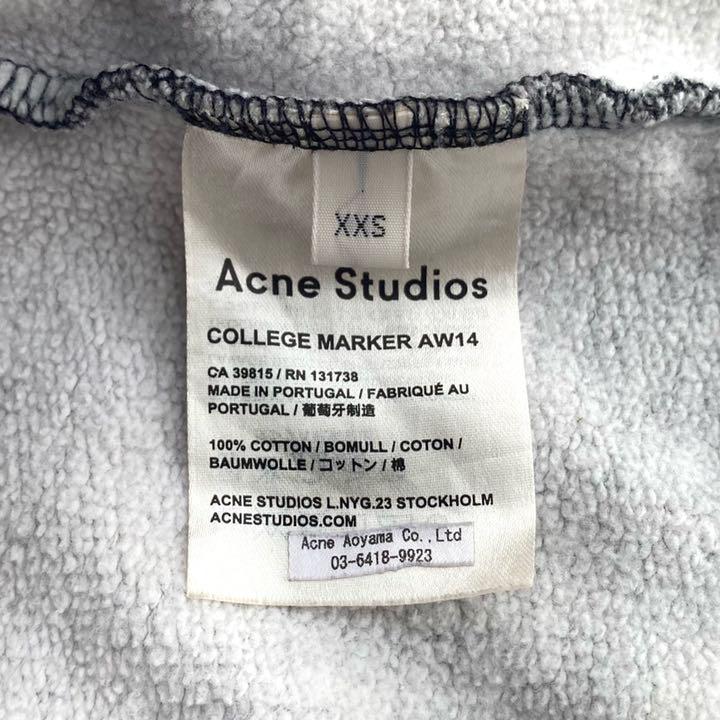 XXS
Acne Studios
COLLEGE MARKER AW14
CA 39815 / RN 131738
MADE IN PORTUGAL / FABRIQUÉ AU
PORTUGAL / 葡萄牙制造
100% COTTON / BOMULL / COTON /
BAUMWOLLE / コットン / 棉
ACNE STUDIOS L.NYG.23 STOCKHOLM
ACNESTUDIOS.COM
Acne Aoyama Co.,Ltd
03-6418-9923